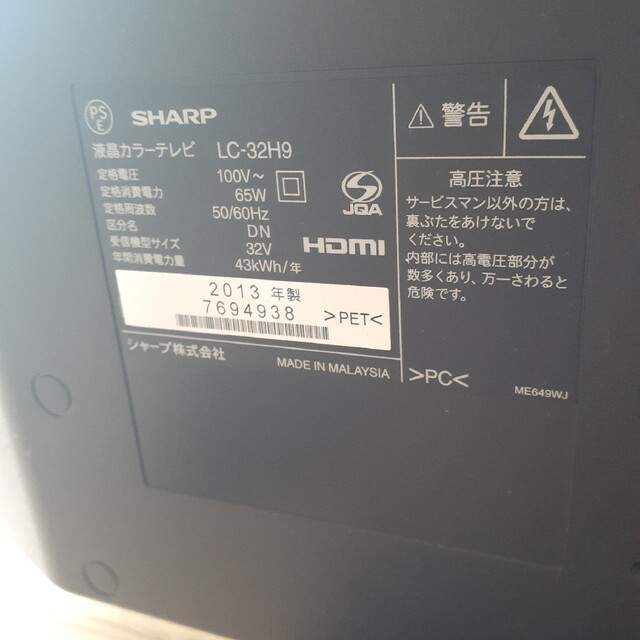 PS
E
SHARP
液晶カラーテレビ LC-32H9
定格電圧 100V～
定格消費電力 65W
定格周波数 50/60Hz
区分名 DN
受信機型サイズ 32V
年間消費電力量 43kWh/年
JQA
HDMI
2013 年製
7694938 >PET<
シャープ株式会社
MADE IN MALAYSIA
警告
高圧注意
サービスマン以外の方は、
裏ぶたをあけないで
ください。
内部には高電圧部分が
数多くあり、万一さわると
危険です。
>PC<
ME649WJ